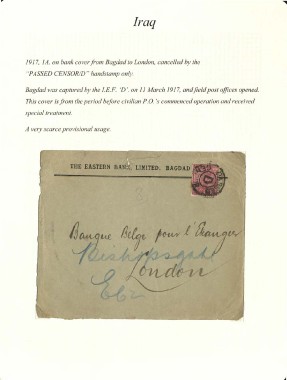 Iraq
1917, 1A. on bank cover from Bagdad to London, cancelled by the
"PASSED CENSOR/D" handstamp only.
Bagdad was captured by the I.E.F. 'D'. on 11 March 1917, and field post offices opened.
This cover is from the period before civilian P.O.'s commenced operation and received
special treatment.
A very scarce provisional usage.
THE EASTERN BANK, LIMITED, BAGDAD
Banque Belge pour l'Etranger
Bishopsgate
London
EC2